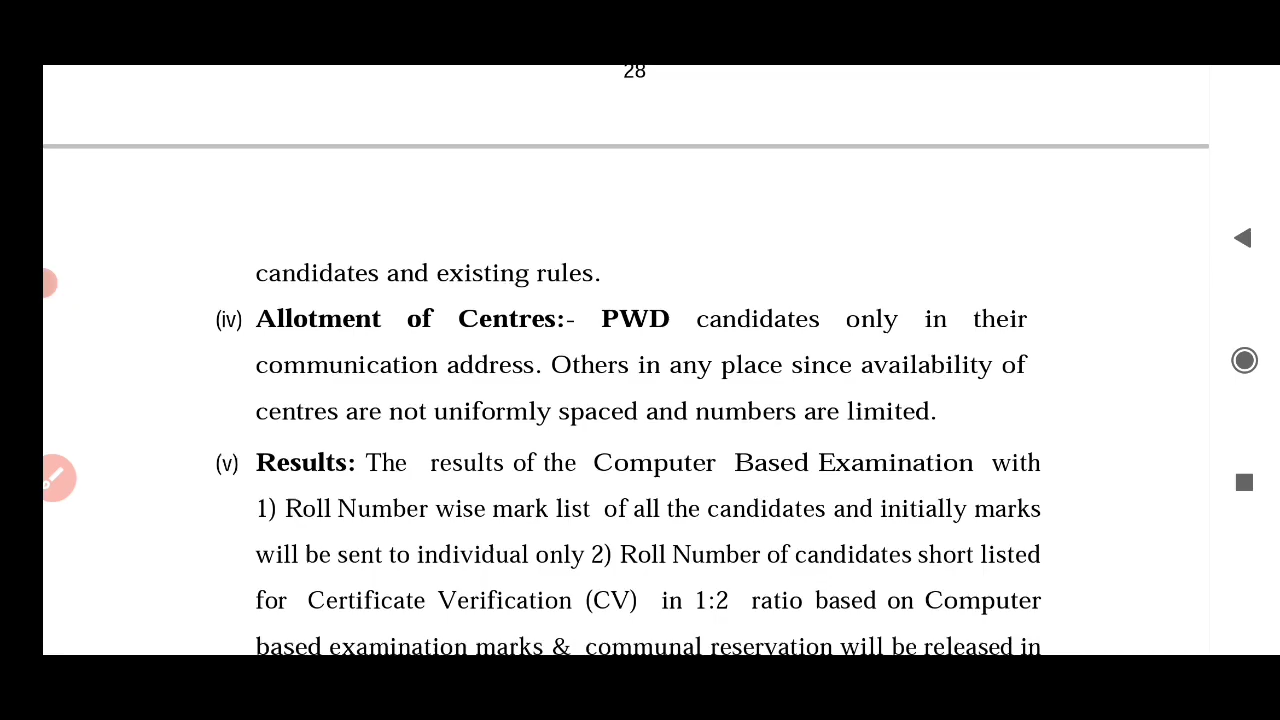 28
candidates and existing rules.
(iv) Allotment of Centres:- PWD candidates only in their
communication address. Others in any place since availability of
centres are not uniformly spaced and numbers are limited.
(v) Results: The results of the Computer Based Examination with
1) Roll Number wise mark list of all the candidates and initially marks
will be sent to individual only 2) Roll Number of candidates short listed
for Certificate Verification (CV) in 1:2 ratio based on Computer
based examination marks & communal reservation will be released in